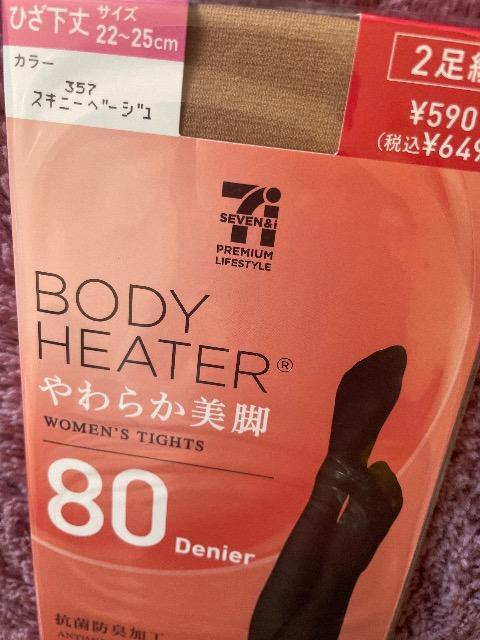 ひざ下丈 サイズ 22~25cm
カラー
357
スキニーベージュ
2足組
¥590
(税込¥649
SEVEN&i
PREMIUM
LIFESTYLE
BODY
HEATER®
やわらか美脚
WOMEN'S TIGHTS
80 Denier
抗菌防臭加工